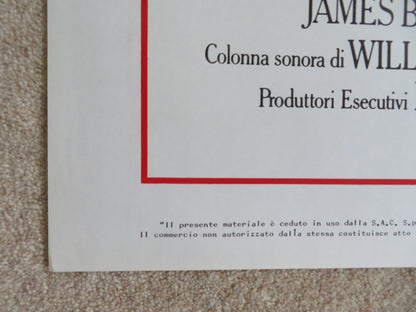 JAMES B
Colonna sonora di WILL
Produttori Esecutivi
"Il presente materiale è ceduto in uso dalla S.A.C. S.p
Il commercio non autorizzato dalla stessa costituisce atto